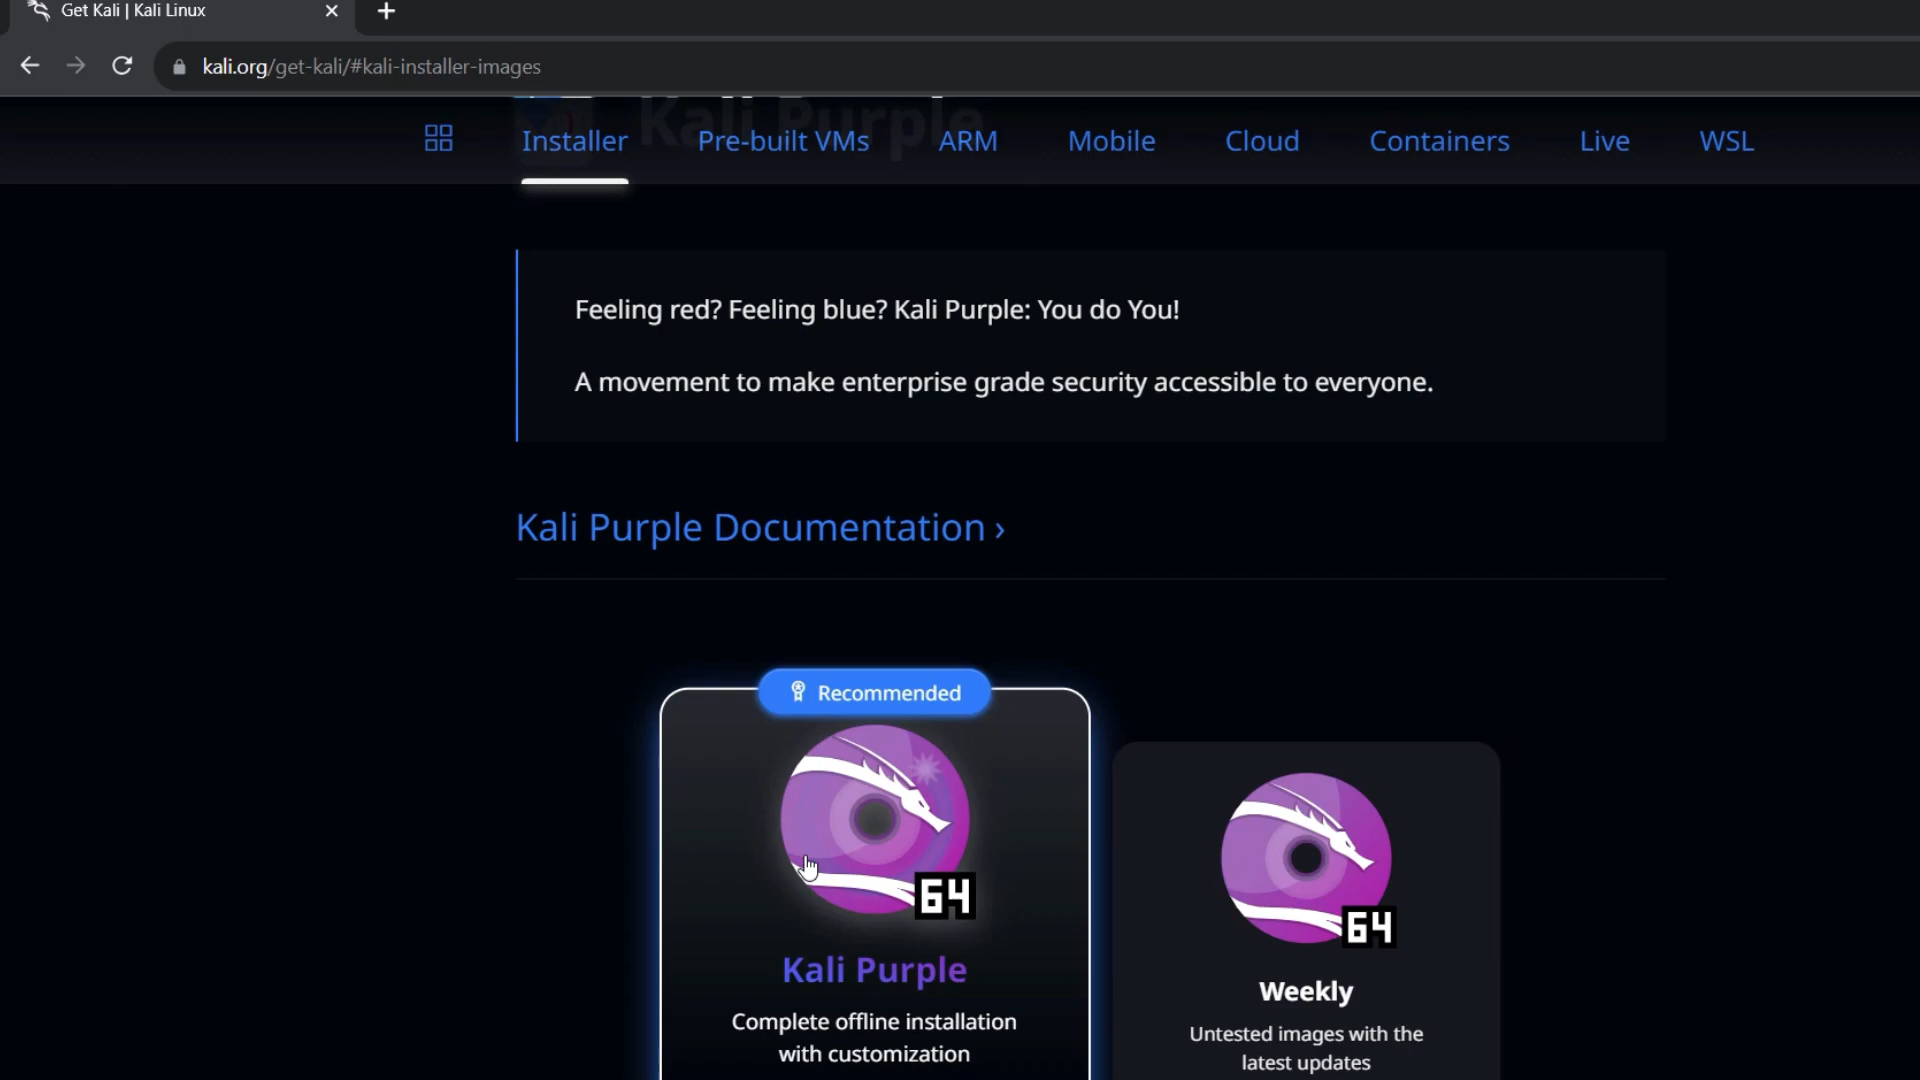 Get Kali | Kali Linux
kali.org/get-kali/#kali-installer-images
Kali Purple
Installer Pre-built VMs ARM Mobile Cloud Containers Live WSL
Feeling red? Feeling blue? Kali Purple: You do You!
A movement to make enterprise grade security accessible to everyone.
Kali Purple Documentation ›
Recommended
64
Kali Purple
Complete offline installation
with customization
64
Weekly
Untested images with the
latest updates